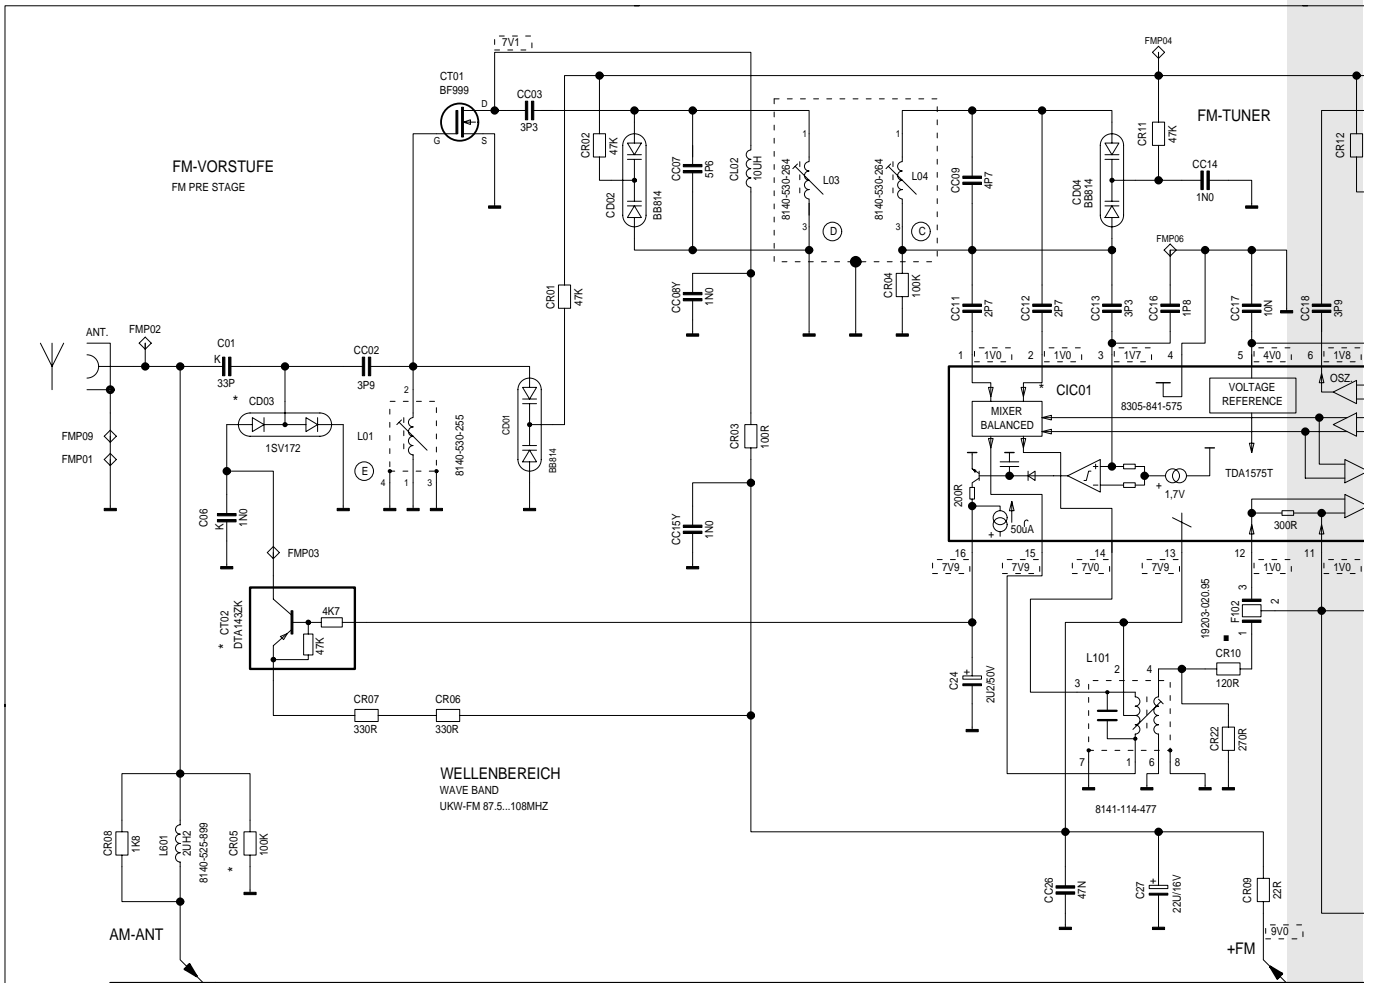 7V1
FMP04
CT01
BF999
D
G
S
CC03
3P3
CR02
47K
CD02
BB814
CC07
5P6
CL02
10UH
8140-530-264
1
L03
3
D
8140-530-264
1
L04
3
C
CC09
4P7
CD04
BB814
CR11
47K
FM-TUNER
CC14
1N0
CR12
FM-VORSTUFE
FM PRE STAGE
FMP06
CR01
47K
CC08Y
1N0
CR04
100K
CC11
2P7
CC12
2P7
CC13
3P3
CC16
1P8
CC17
10N
CC18
3P9
ANT.
FMP02
C01
K
33P
*
CC02
3P9
1
1V0
2
1V0
3
1V7
4
5
4V0
6
1V8
CD03
1SV172
FMP09
FMP01
2
L01
E
4
1
3
8140-530-255
CD01
BB814
CR03
100R
*
CIC01
8305-841-575
VOLTAGE
REFERENCE
OSZ.
MIXER
BALANCED
TDA1575T
200R
50uA
+
+
−
+
1,7V
300R
C06
K
1N0
FMP03
CC15Y
1N0
16
7V9
15
7V9
14
7V0
13
7V9
12
1V0
11
1V0
* CT02
DTA143ZK
4K7
47K
19203-020.95
F102
3
2
1
CR10
120R
L101
2
4
3
7
1
6
8
CR22
270R
8141-114-477
C24
+
2U2/50V
CR07
330R
CR06
330R
WELLENBEREICH
WAVE BAND
UKW-FM 87.5...108MHZ
CR08
1K8
L601
2UH2
8140-525-899
* CR05
100K
CC26
47N
C27
+
22U/16V
CR09
22R
AM-ANT
+FM
9V0